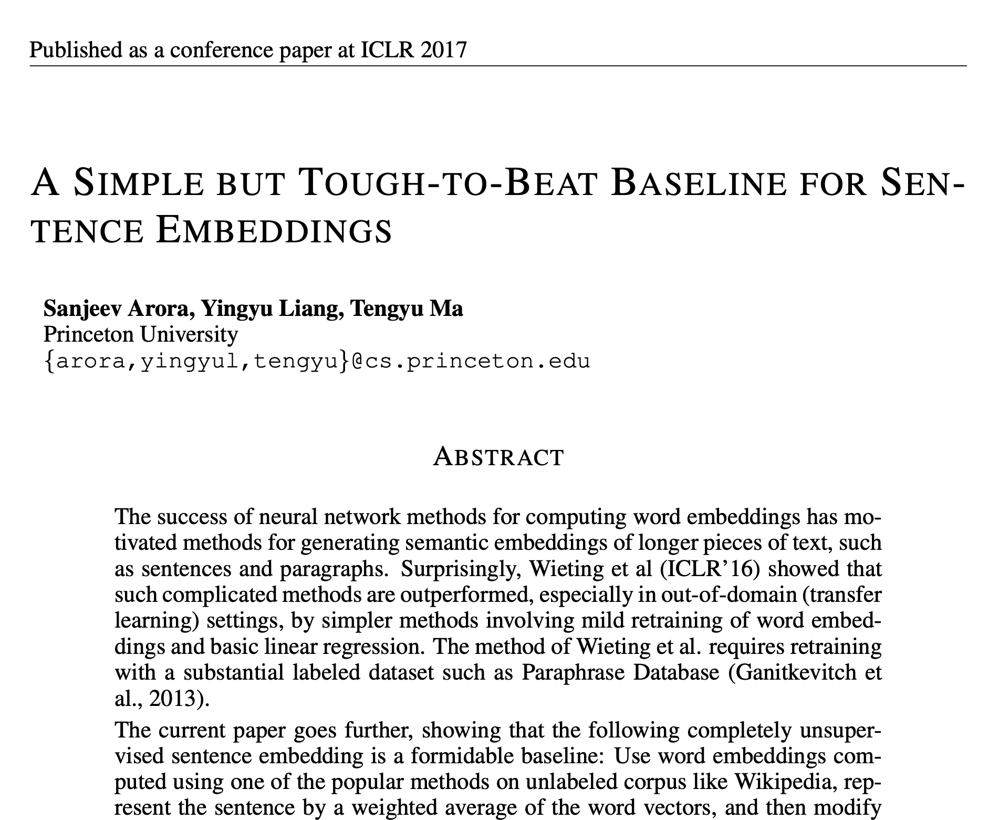 Published as a conference paper at ICLR 2017
A SIMPLE BUT TOUGH-TO-BEAT BASELINE FOR SEN-
TENCE EMBEDDINGS
Sanjeev Arora, Yingyu Liang, Tengyu Ma
Princeton University
{arora,yingyul,tengyu}@cs.princeton.edu
ABSTRACT
The success of neural network methods for computing word embeddings has mo-
tivated methods for generating semantic embeddings of longer pieces of text, such
as sentences and paragraphs. Surprisingly, Wieting et al (ICLR’16) showed that
such complicated methods are outperformed, especially in out-of-domain (transfer
learning) settings, by simpler methods involving mild retraining of word embed-
dings and basic linear regression. The method of Wieting et al. requires retraining
with a substantial labeled dataset such as Paraphrase Database (Ganitkevitch et
al., 2013).
The current paper goes further, showing that the following completely unsuper-
vised sentence embedding is a formidable baseline: Use word embeddings com-
puted using one of the popular methods on unlabeled corpus like Wikipedia, rep-
resent the sentence by a weighted average of the word vectors, and then modify